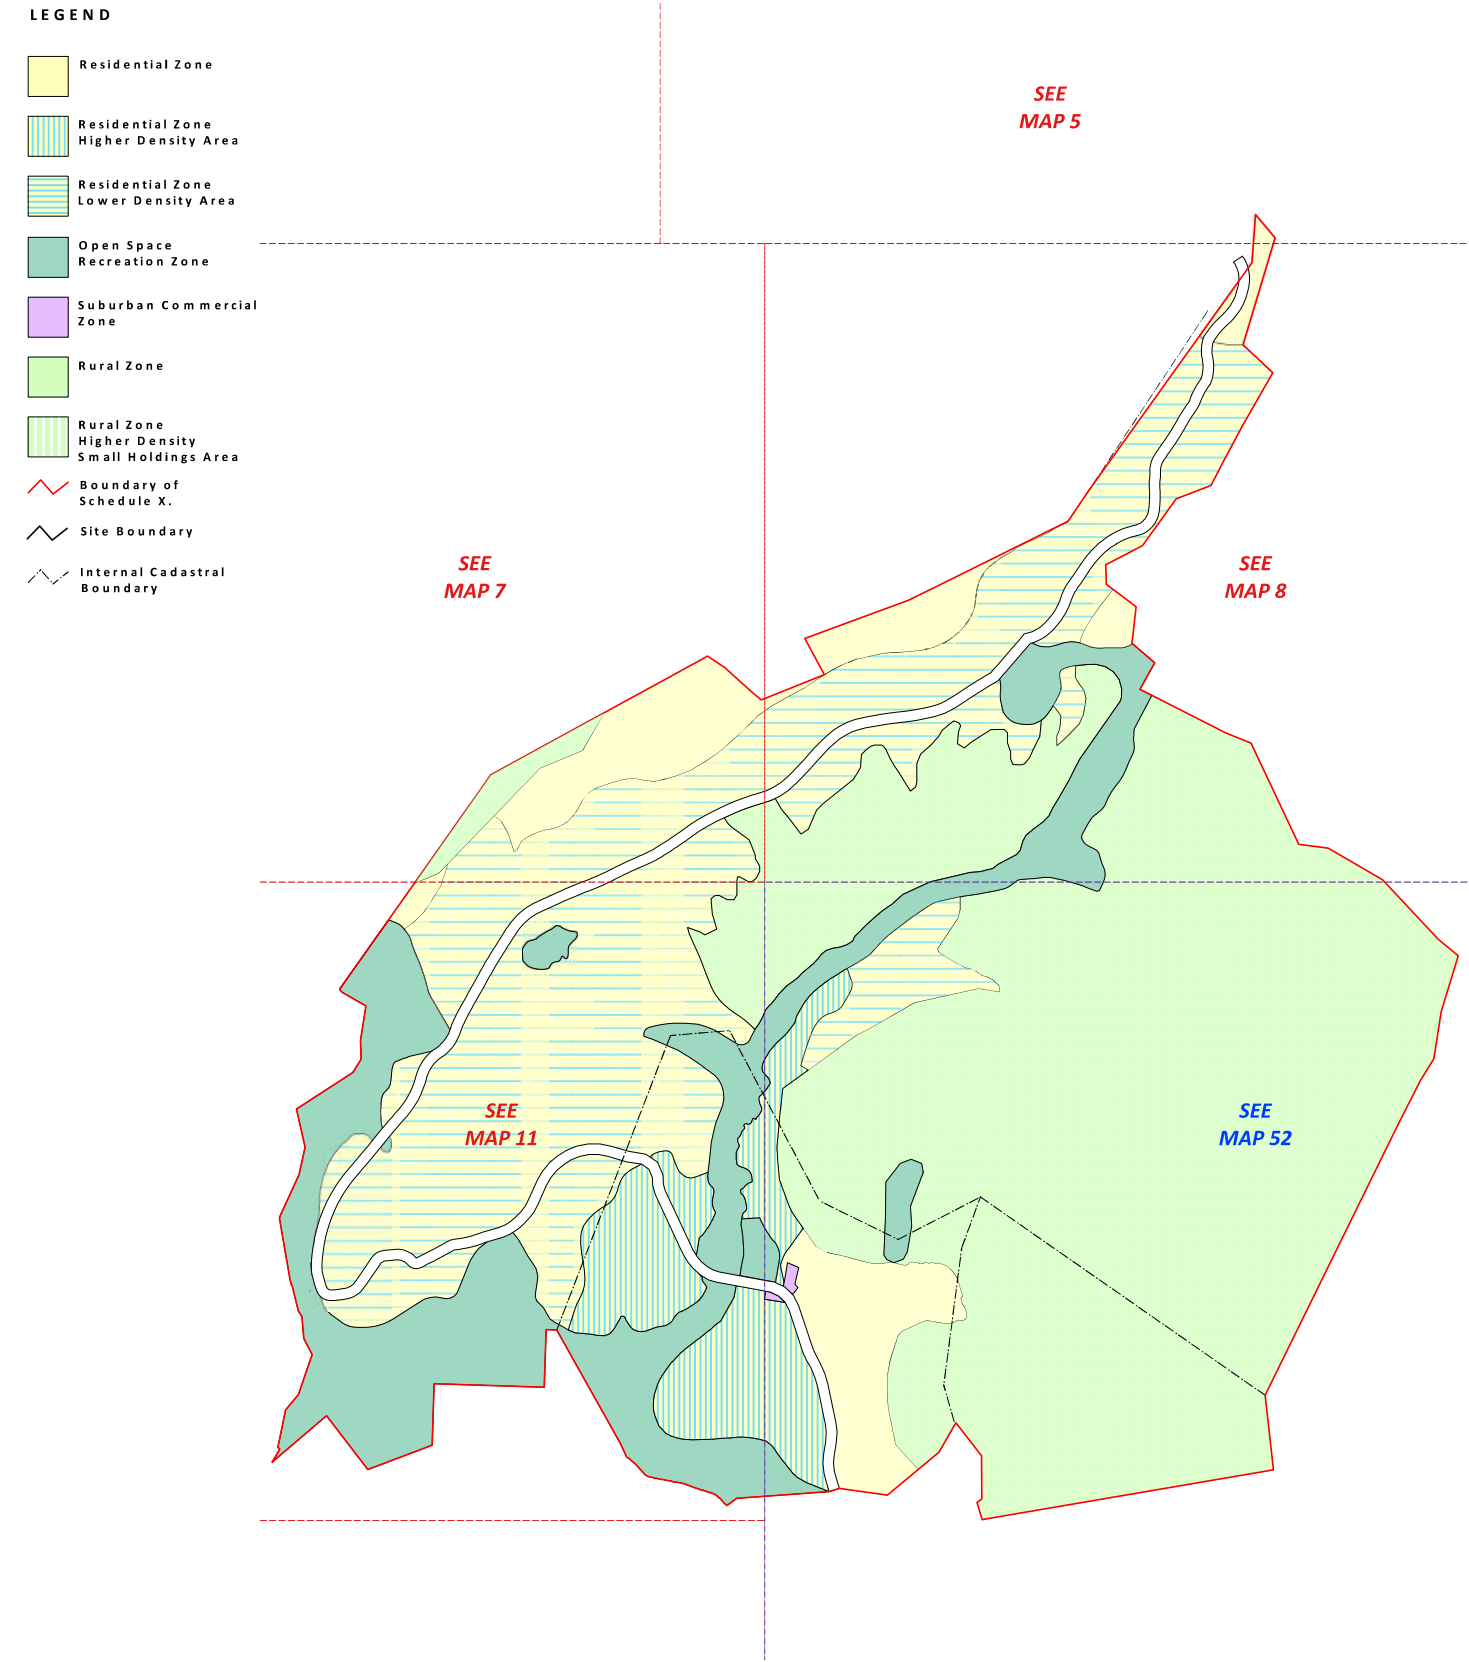 LEGEND
Residential Zone
Residential Zone
Higher Density Area
Residential Zone
Lower Density Area
Open Space
Recreation Zone
Suburban Commercial
Zone
Rural Zone
Rural Zone
Higher Density
Small Holdings Area
Boundary of
Schedule X.
Site Boundary
Internal Cadastral
Boundary
SEE
MAP 5
SEE
MAP 7
SEE
MAP 8
SEE
MAP 11
SEE
MAP 52